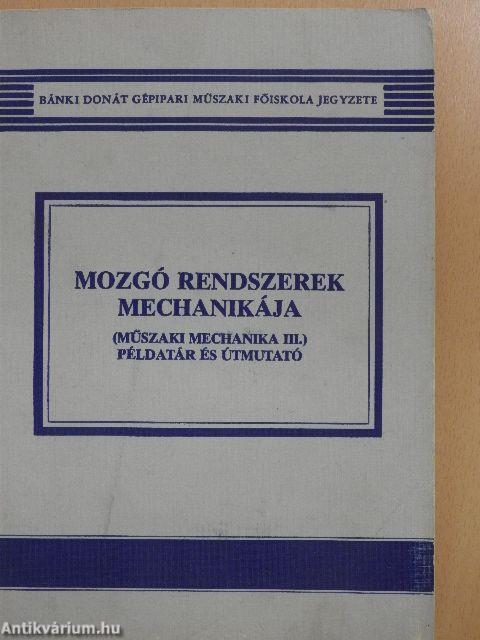 BÁNKI DONÁT GÉPIPARI MŰSZAKI FŐISKOLA JEGYZETE
MOZGÓ RENDSZEREK
MECHANIKÁJA
(MŰSZAKI MECHANIKA III.)
PÉLDATÁR ÉS ÚTMUTATÓ
Antikvárium.hu